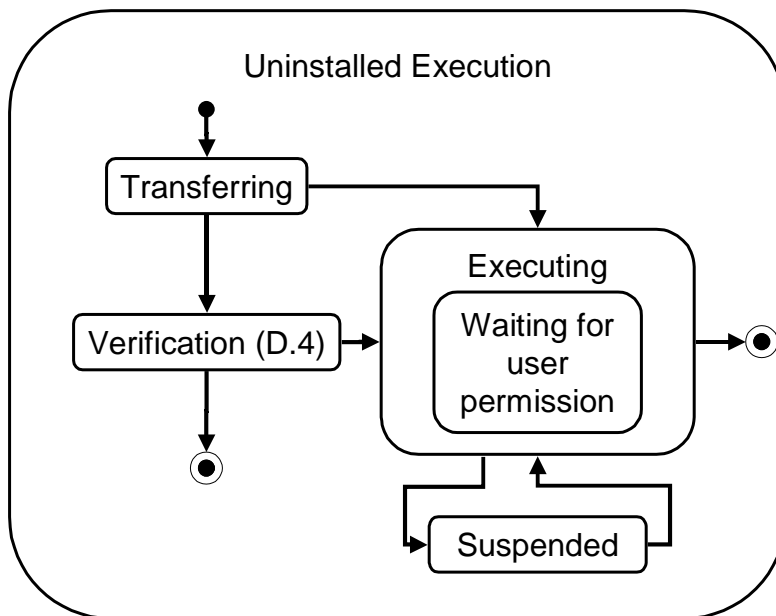 Uninstalled Execution
Transferring
Executing
Waiting for
user
permission
Verification (D.4)
Suspended